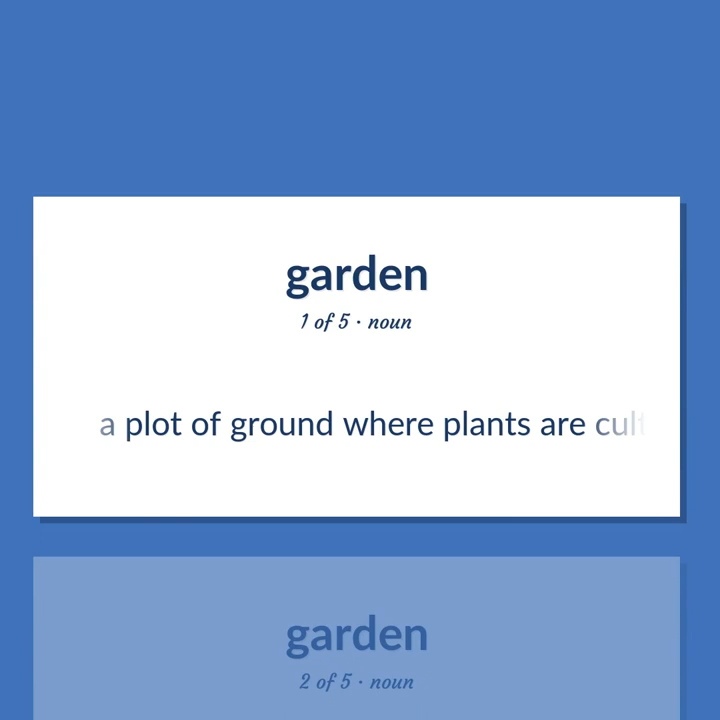 garden
1 of 5 · noun
a plot of ground where plants are
garden
2 of 5 · noun